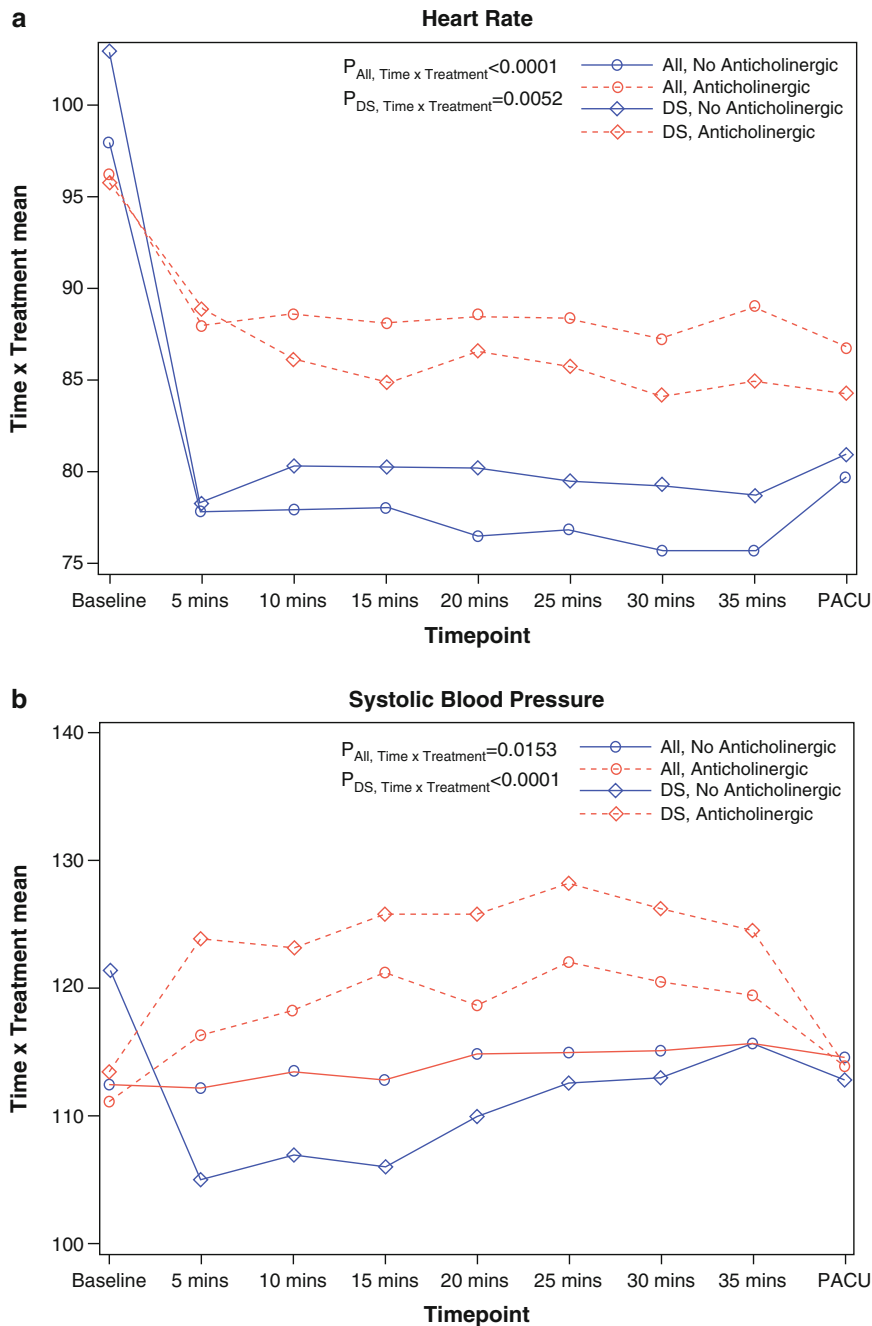 a
Heart Rate
P All, Time x Treatment<0.0001
P DS, Time x Treatment=0.0052
All, No Anticholinergic
All, Anticholinergic
DS, No Anticholinergic
DS, Anticholinergic
Time x Treatment mean
100
95
90
85
80
75
Baseline 5 mins 10 mins 15 mins 20 mins 25 mins 30 mins 35 mins PACU
Timepoint
b
Systolic Blood Pressure
P All, Time x Treatment=0.0153
P DS, Time x Treatment<0.0001
All, No Anticholinergic
All, Anticholinergic
DS, No Anticholinergic
DS, Anticholinergic
Time x Treatment mean
140
130
120
110
100
Baseline 5 mins 10 mins 15 mins 20 mins 25 mins 30 mins 35 mins PACU
Timepoint